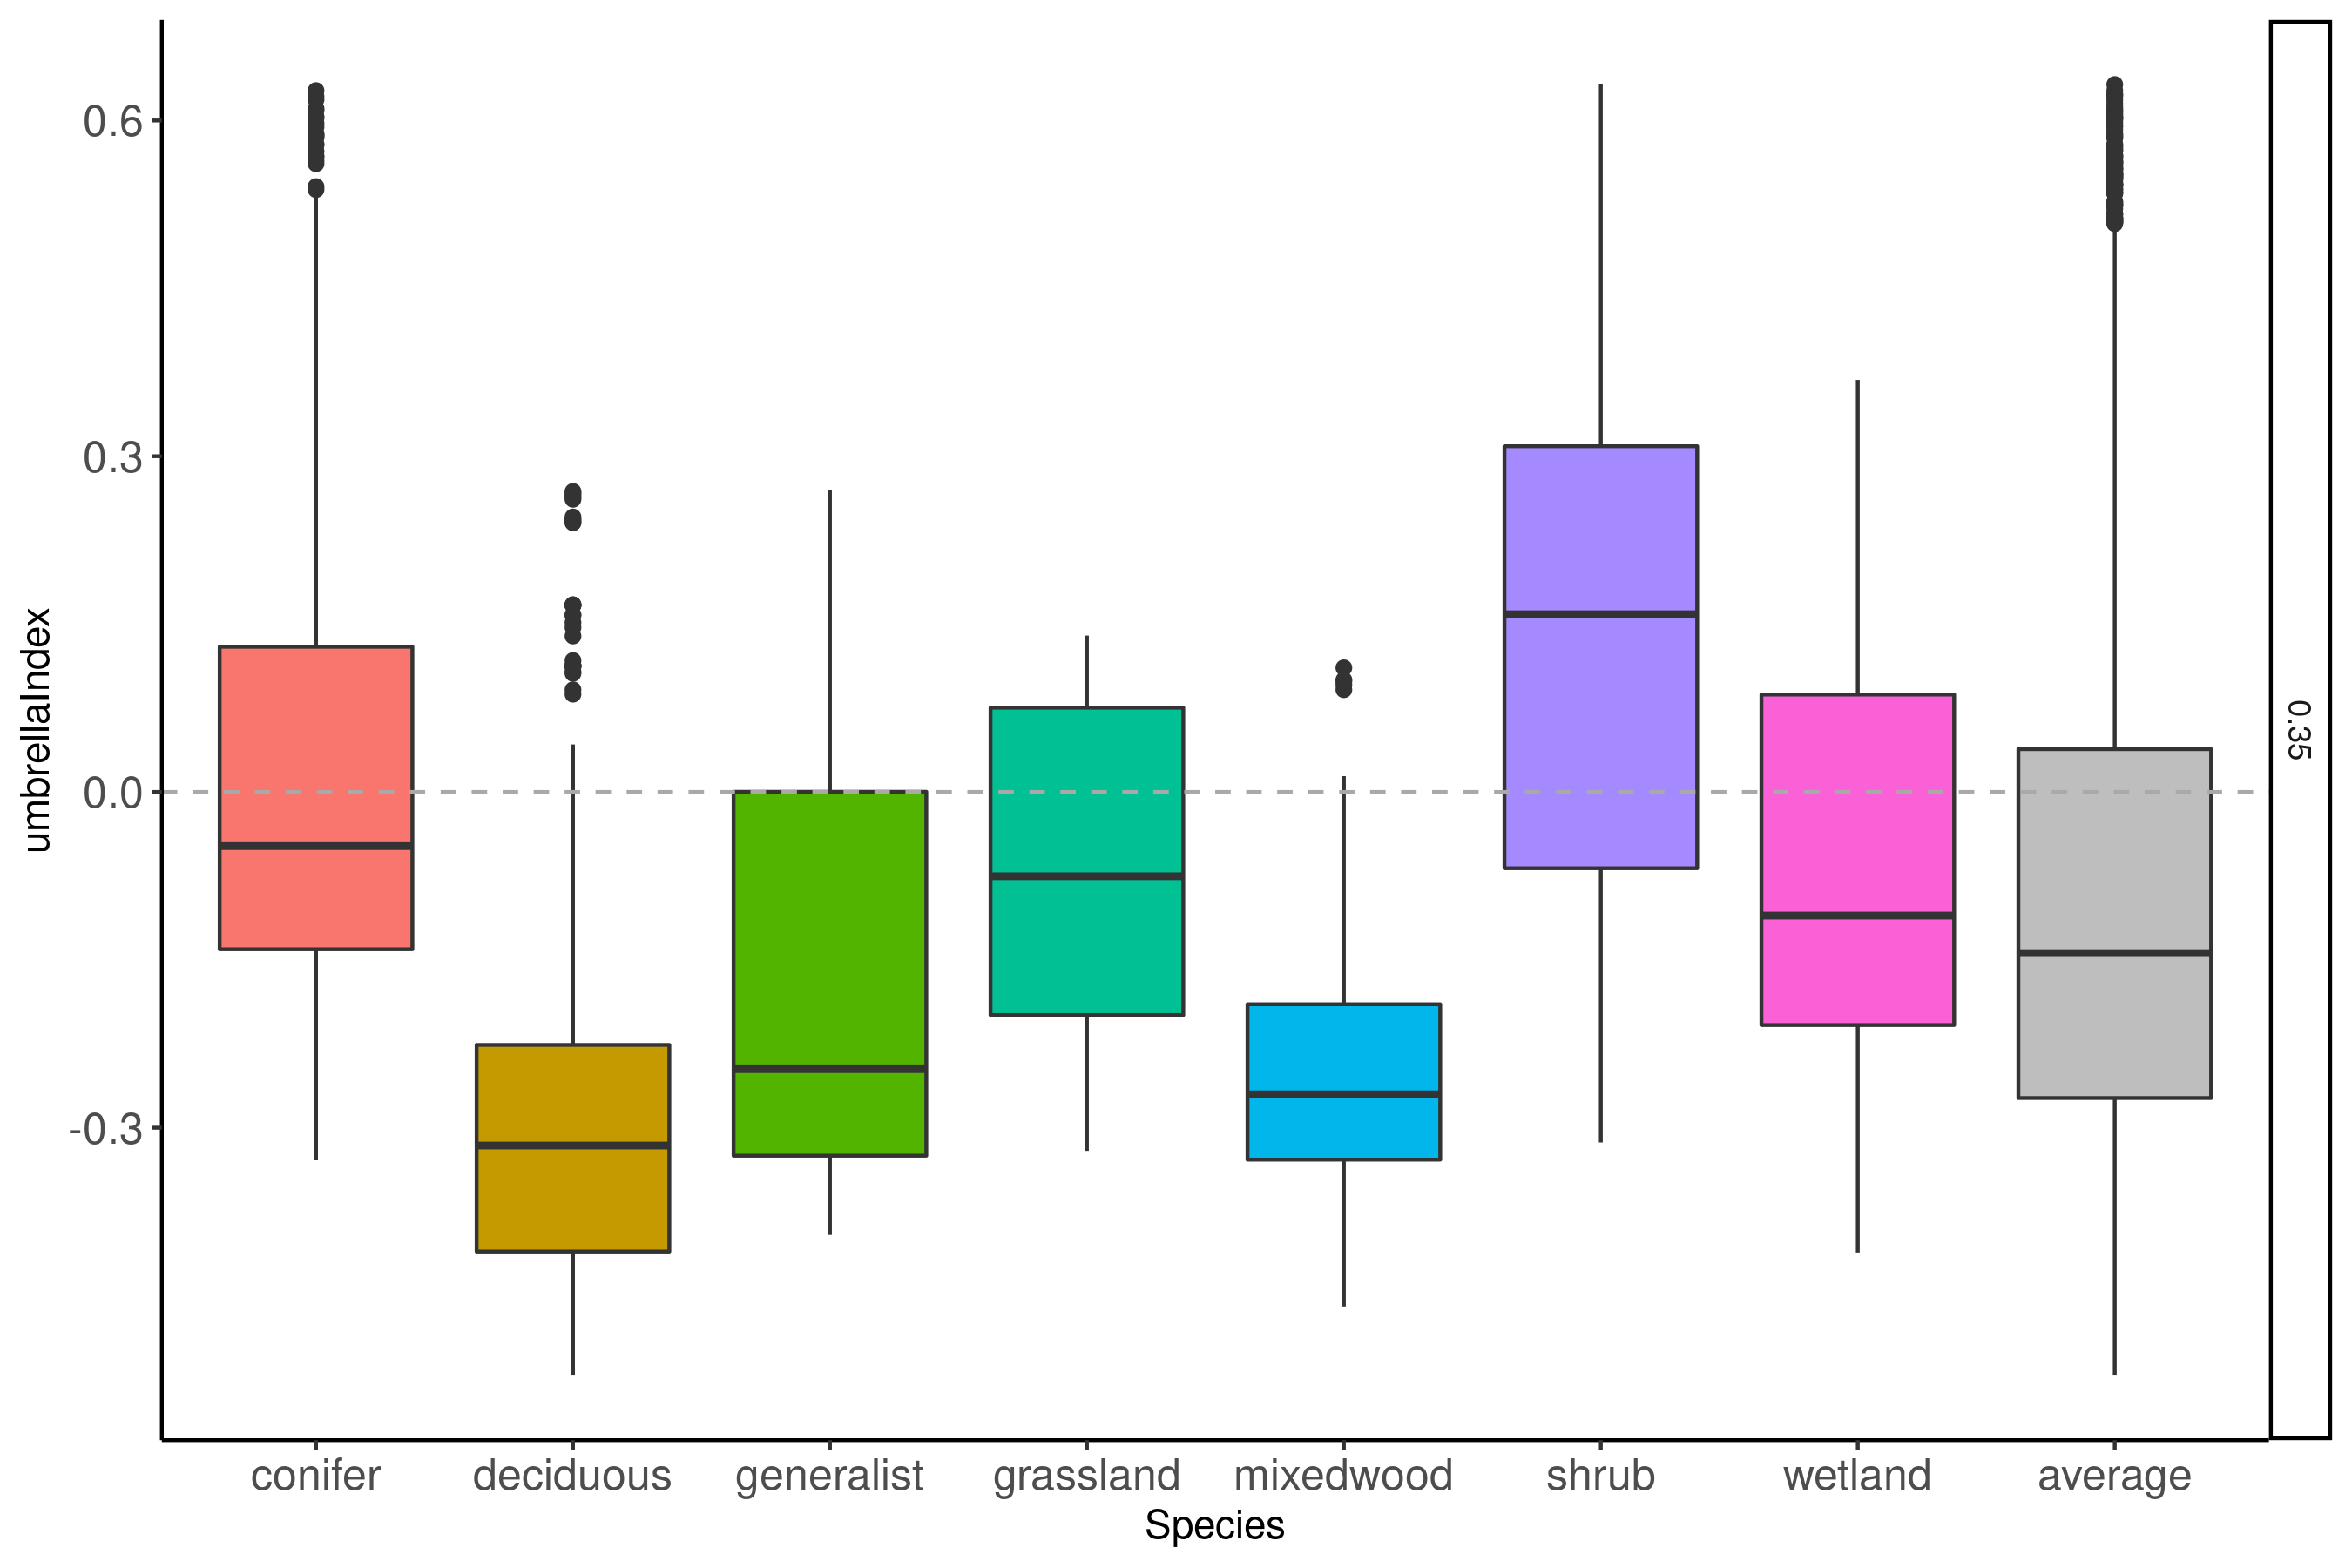 umbrellaIndex
0.6
0.3
0.0
-0.3
conifer deciduous generalist grassland mixedwood shrub wetland average
Species
0.35